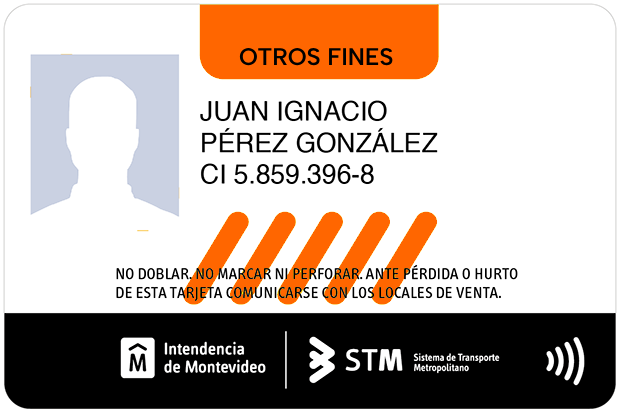 OTROS FINES
JUAN IGNACIO
PÉREZ GONZÁLEZ
CI 5.859.396-8
NO DOBLAR. NO MARCAR NI PERFORAR. ANTE PÉRDIDA O HURTO
DE ESTA TARJETA COMUNICARSE CON LOS LOCALES DE VENTA.
M Intendencia
de Montevideo
STM
Sistema de Transporte
Metropolitano